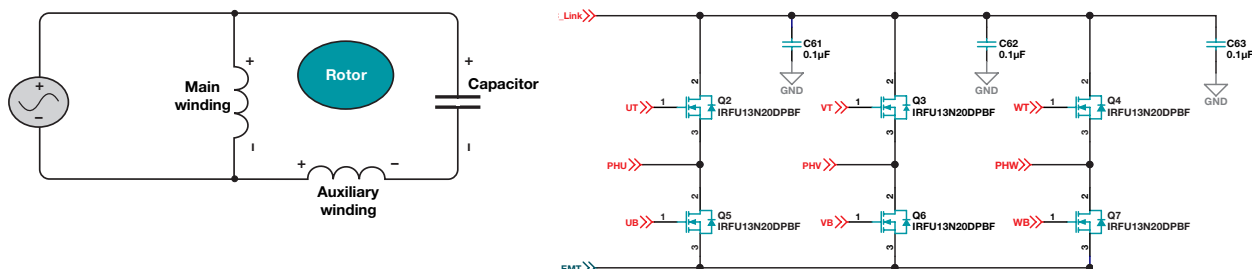 +
−
Main
winding
+
−
Rotor
+
−
Capacitor
+
−
Auxiliary
winding
_Link
C61
0.1µF
GND
C62
0.1µF
GND
C63
0.1µF
GND
UT
1
2
3
Q2
IRFU13N20DPBF
VT
1
2
3
Q3
IRFU13N20DPBF
WT
1
2
3
Q4
IRFU13N20DPBF
PHU
PHV
PHW
UB
1
2
3
Q5
IRFU13N20DPBF
VB
1
2
3
Q6
IRFU13N20DPBF
WB
1
2
3
Q7
IRFU13N20DPBF
EMT